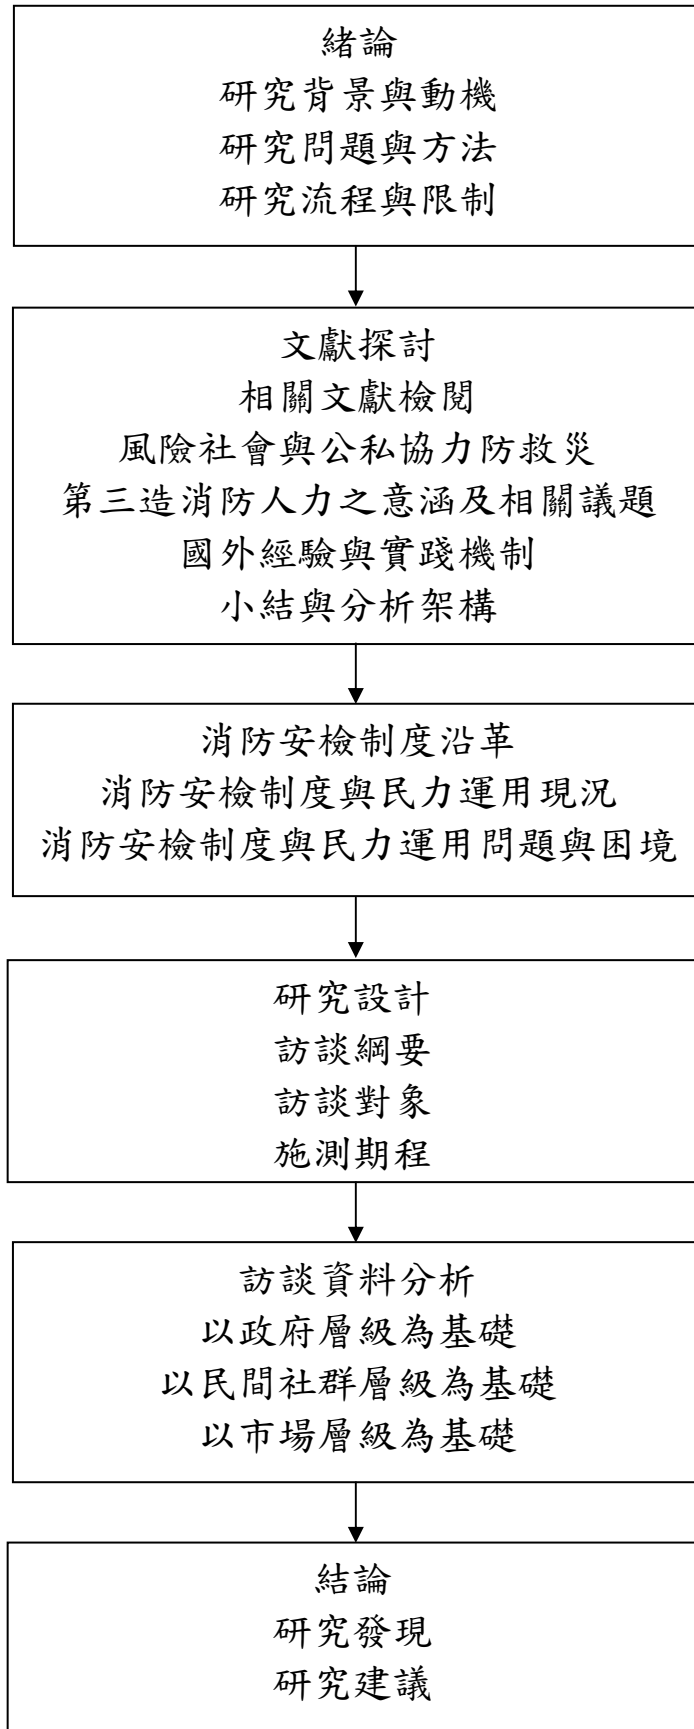 緒論
研究背景與動機
研究問題與方法
研究流程與限制
文獻探討
相關文獻檢閱
風險社會與公私協力防救災
第三造消防人力之意涵及相關議題
國外經驗與實踐機制
小結與分析架構
消防安檢制度沿革
消防安檢制度與民力運用現況
消防安檢制度與民力運用問題與困境
研究設計
訪談綱要
訪談對象
施測期程
訪談資料分析
以政府層級為基礎
以民間社群層級為基礎
以市場層級為基礎
結論
研究發現
研究建議